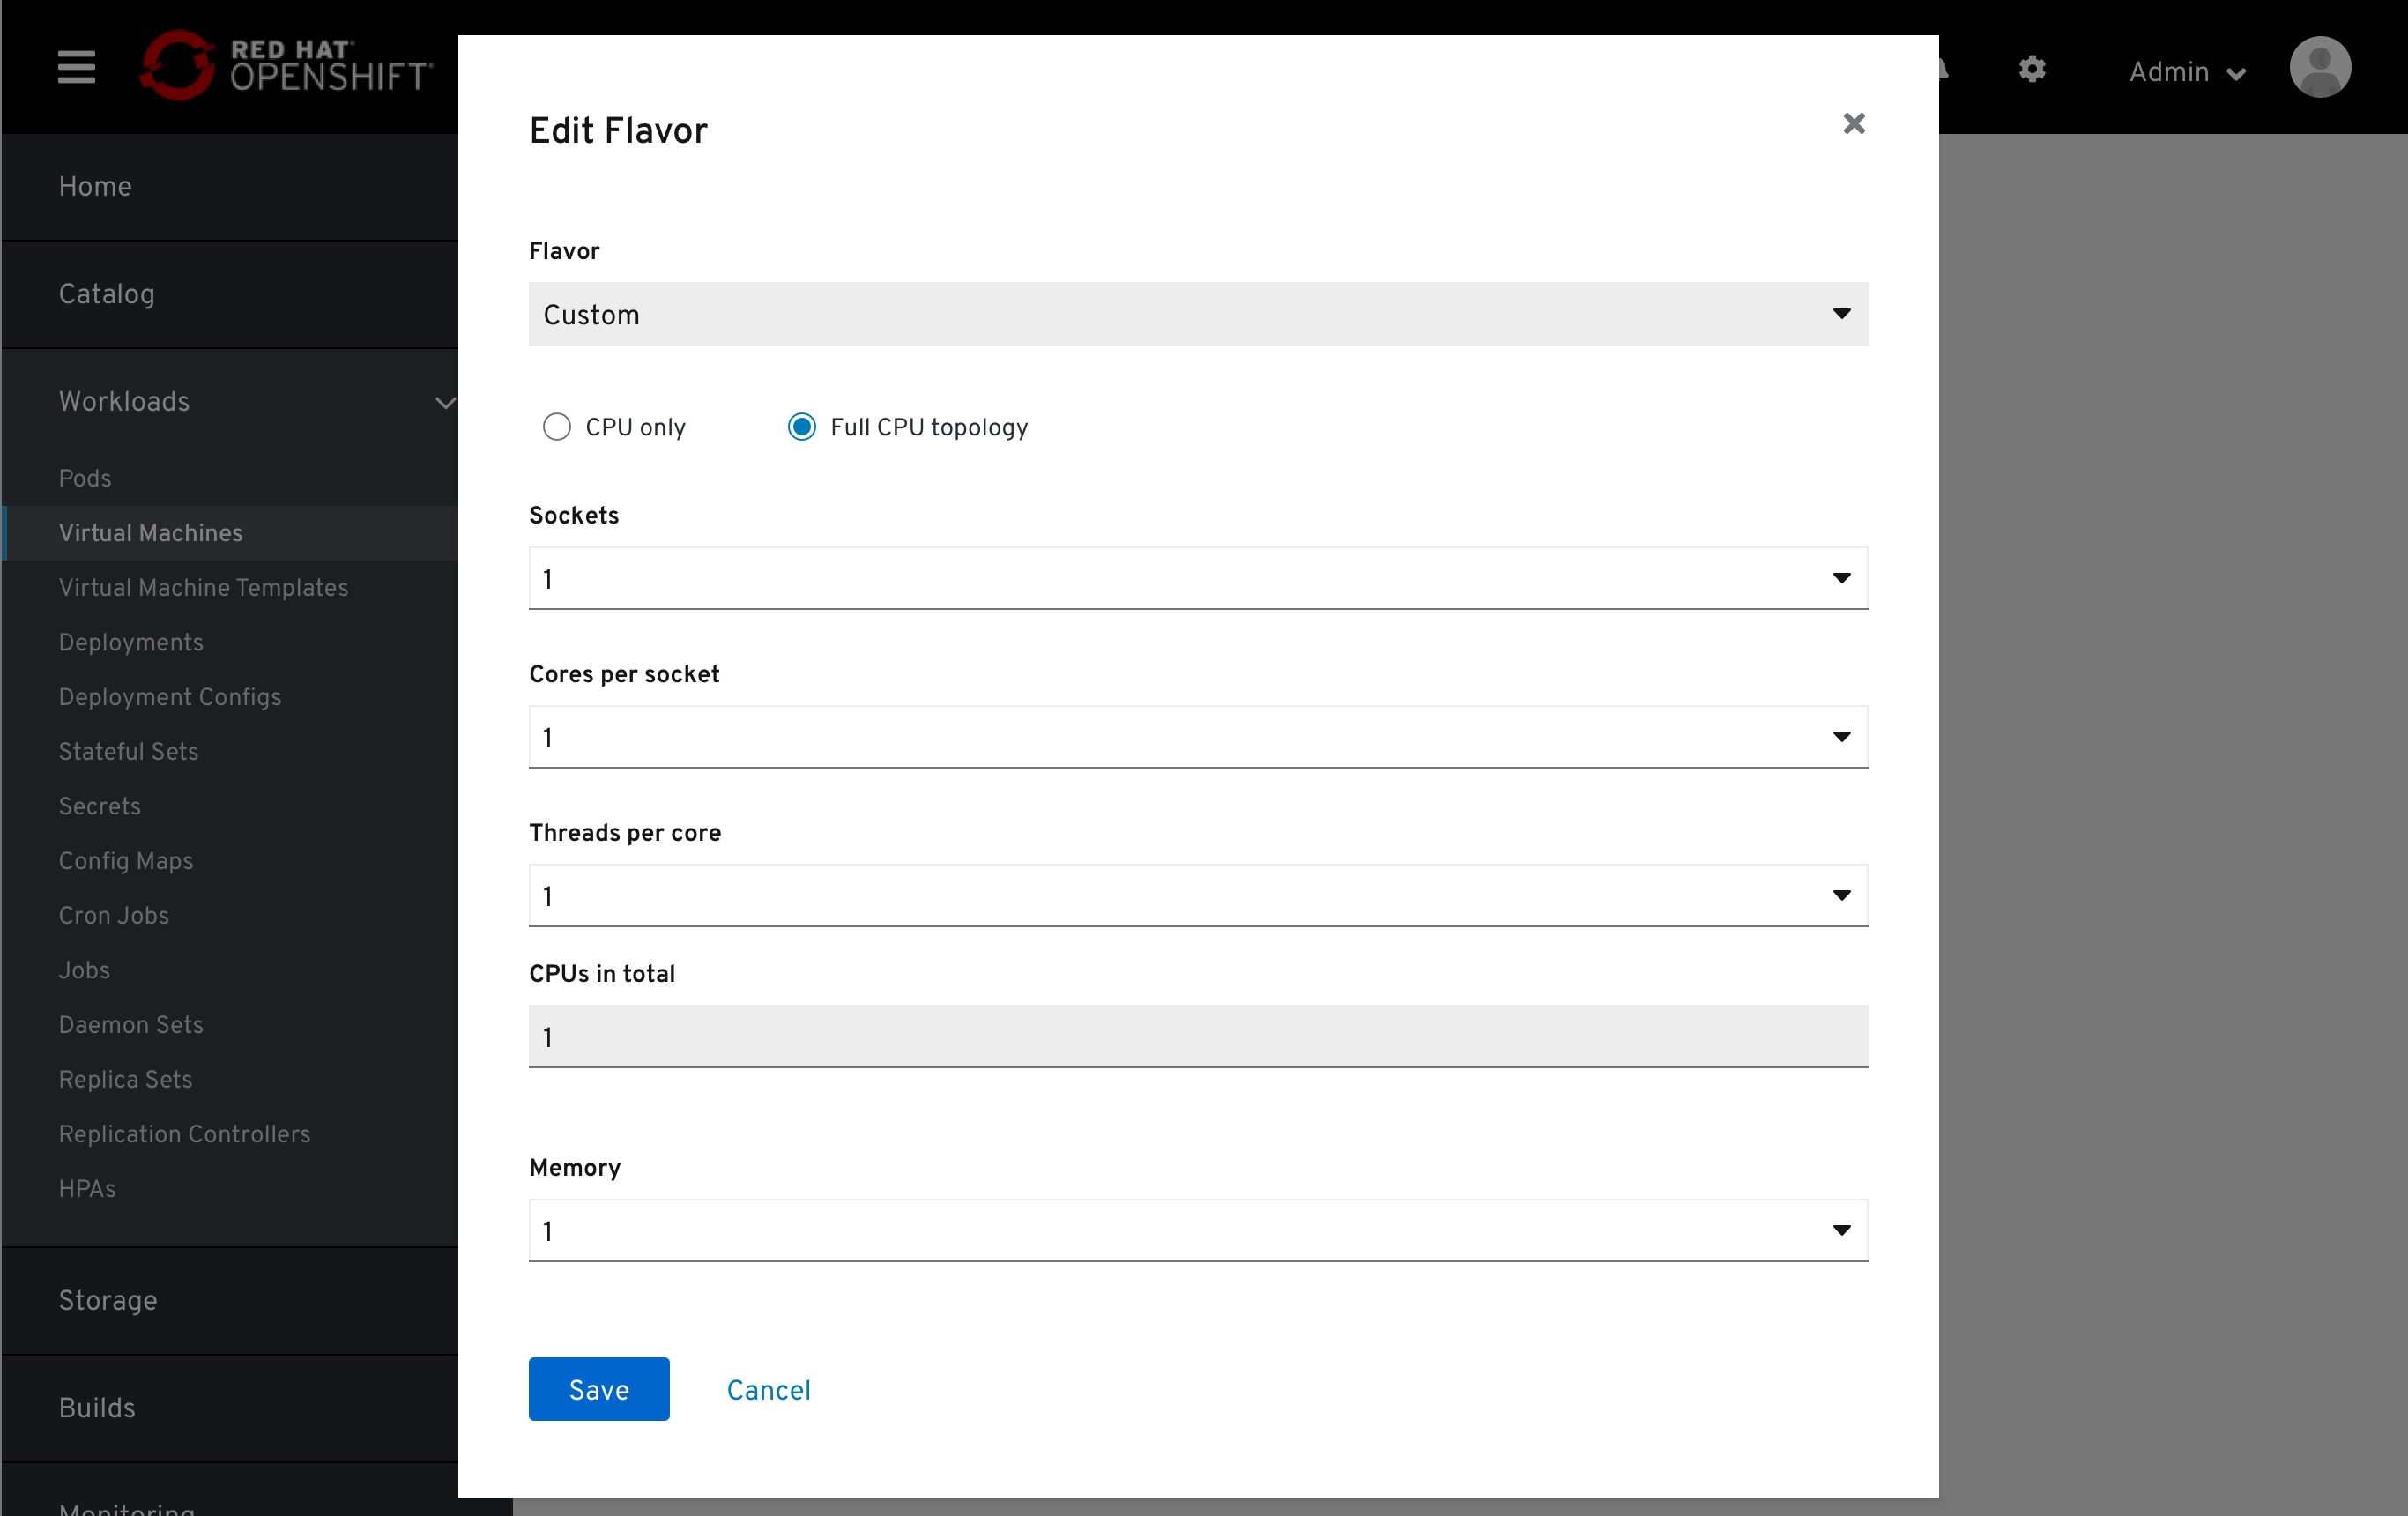 RED HAT
OPENSHIFT
Admin
Home
Catalog
Workloads
Pods
Virtual Machines
Virtual Machine Templates
Deployments
Deployment Configs
Stateful Sets
Secrets
Config Maps
Cron Jobs
Jobs
Daemon Sets
Replica Sets
Replication Controllers
HPAs
Storage
Builds
Monitoring
Edit Flavor
Flavor
Custom
CPU only
Full CPU topology
Sockets
1
Cores per socket
1
Threads per core
1
CPUs in total
1
Memory
1
Save
Cancel